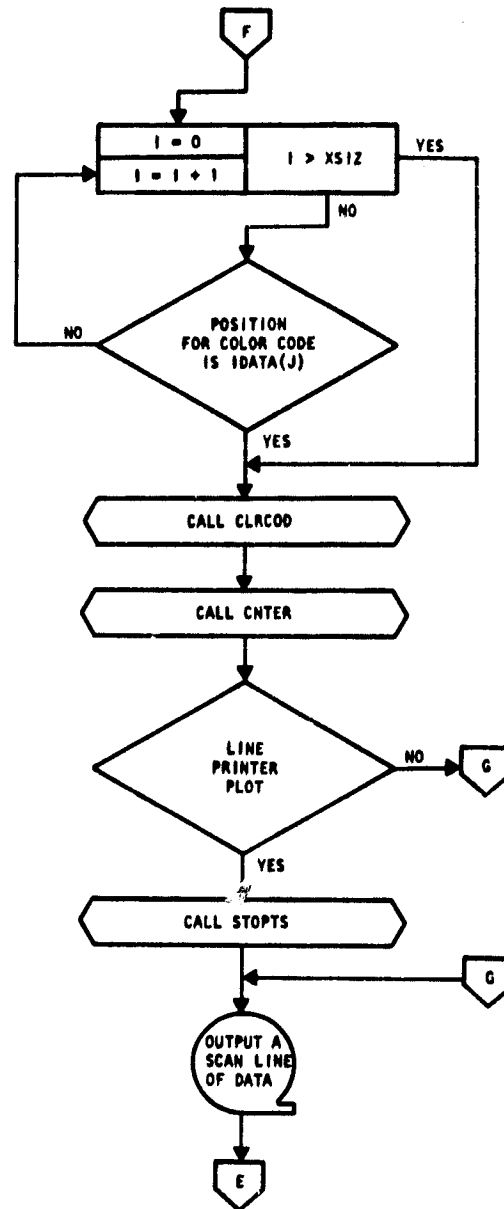 F
I = 0
I = I + 1
I > XSIZ
YES
NO
POSITION
FOR COLOR CODE
IS IDATA(J)
NO
YES
CALL CLRCOD
CALL CNTER
LINE
PRINTER
PLOT
NO
G
YES
CALL STOPTS
G
OUTPUT A
SCAN LINE
OF DATA
E